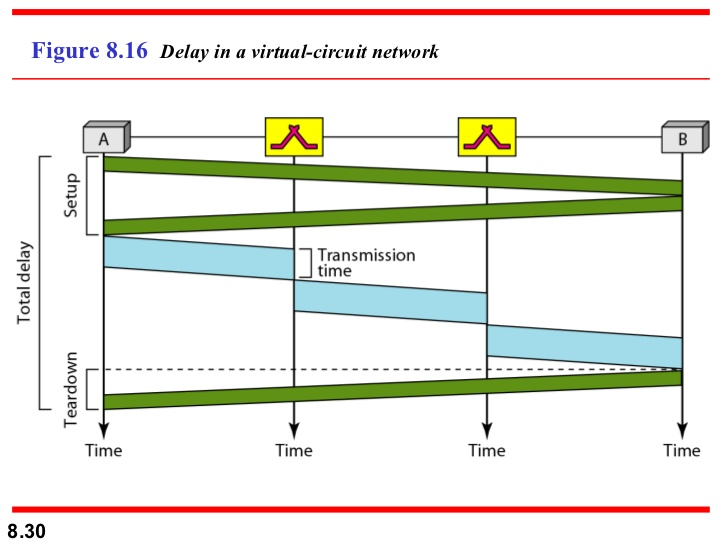 Figure 8.16 Delay in a virtual-circuit network
A
B
Setup
Transmission
time
Total delay
Teardown
Time
Time
Time
Time
8.30